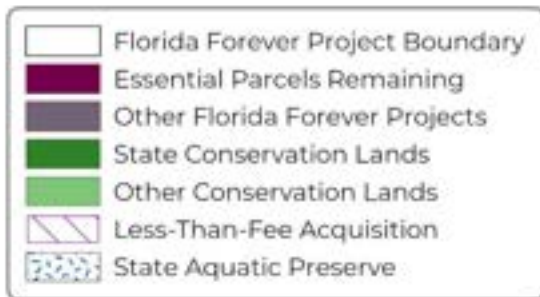 Florida Forever Project Boundary
Essential Parcels Remaining
Other Florida Forever Projects
State Conservation Lands
Other Conservation Lands
Less-Than-Fee Acquisition
State Aquatic Preserve